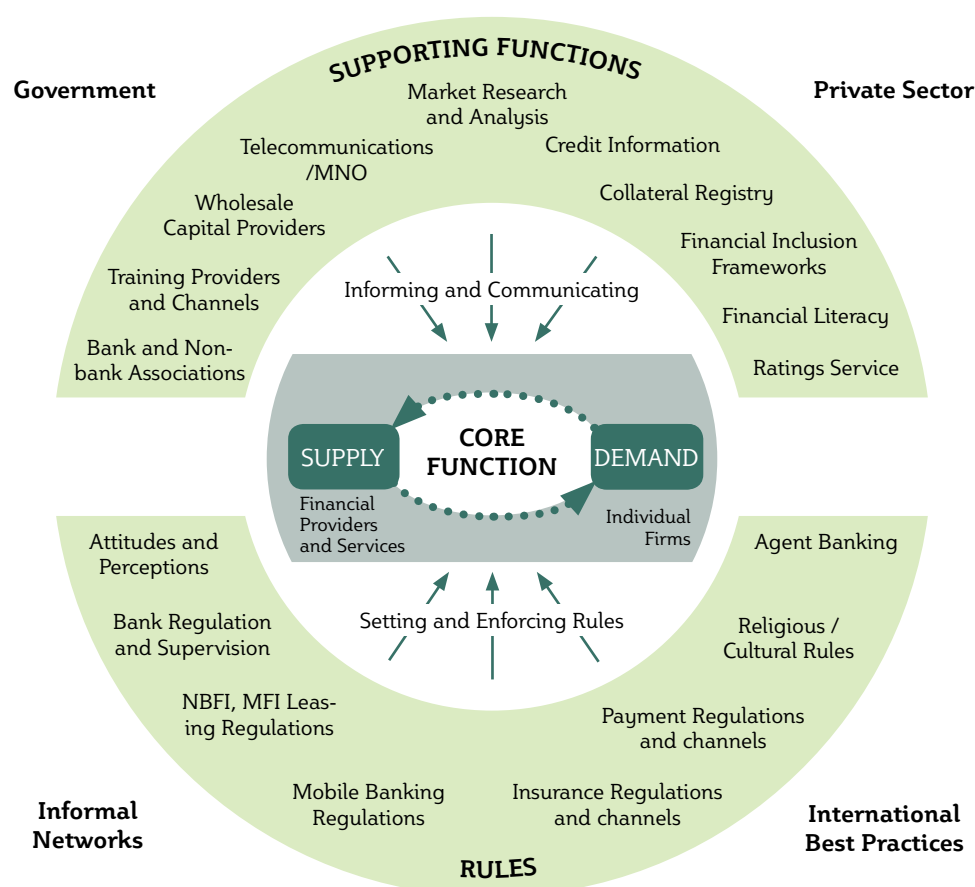 SUPPORTING FUNCTIONS
Government
Private Sector
Market Research
and Analysis
Telecommunications
/MNO
Credit Information
Wholesale
Capital Providers
Collateral Registry
Training Providers
and Channels
Financial Inclusion
Frameworks
Bank and Non-
bank Associations
Financial Literacy
Ratings Service
Informing and Communicating
CORE
FUNCTION
SUPPLY
DEMAND
Financial
Providers
and Services
Individual
Firms
Setting and Enforcing Rules
Attitudes and
Perceptions
Agent Banking
Bank Regulation
and Supervision
Religious /
Cultural Rules
NBFI, MFI Leas-
ing Regulations
Payment Regulations
and channels
Mobile Banking
Regulations
Insurance Regulations
and channels
Informal
Networks
International
Best Practices
RULES